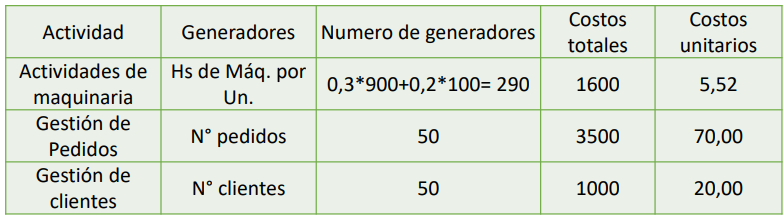 Actividad Generadores Numero de generadores Costos totales Costos unitarios
Actividades de maquinaria Hs de Máq. por Un. 0,3*900+0,2*100= 290 1600 5,52
Gestión de Pedidos N° pedidos 50 3500 70,00
Gestión de clientes N° clientes 50 1000 20,00